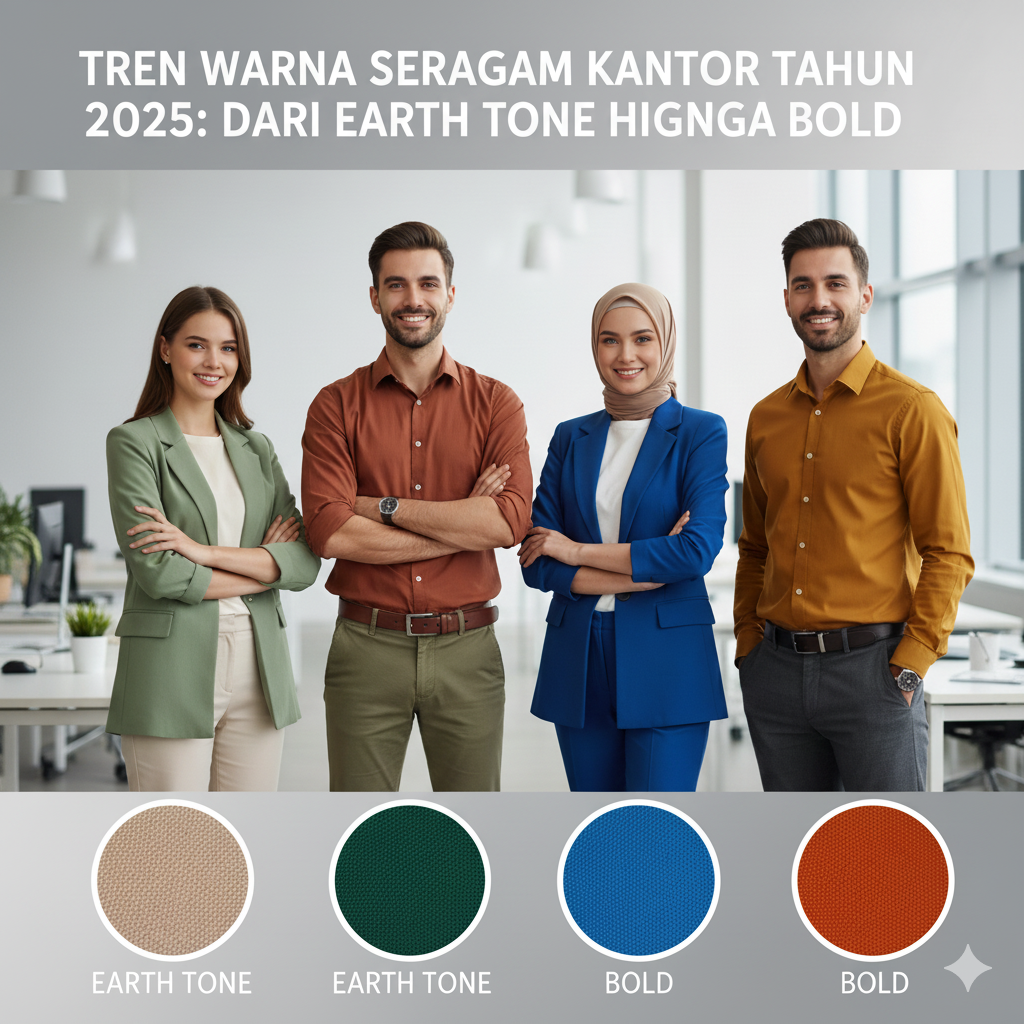 TREN WARNA SERAGAM KANTOR TAHUN
2025: DARI EARTH TONE HIGNGA BOLD
EARTH TONE
EARTH TONE
BOLD
BOLD